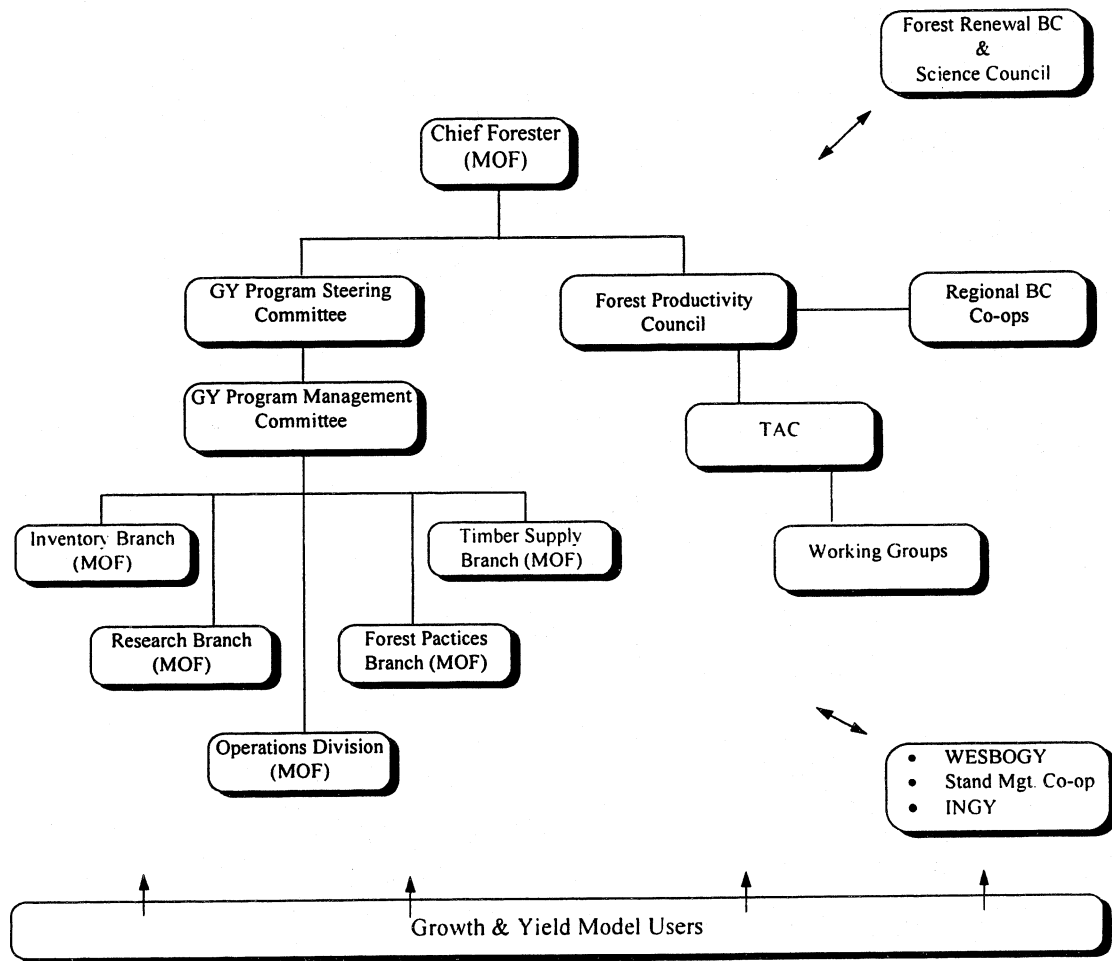 Forest Renewal BC
&
Science Council
Chief Forester
(MOF)
GY Program Steering
Committee
Forest Productivity
Council
Regional BC
Co-ops
GY Program Management
Committee
TAC
Inventory Branch
(MOF)
Timber Supply
Branch (MOF)
Working Groups
Research Branch
(MOF)
Forest Pactices
Branch (MOF)
Operations Division
(MOF)
• WESBOGY
• Stand Mgt. Co-op
• INGY
Growth & Yield Model Users